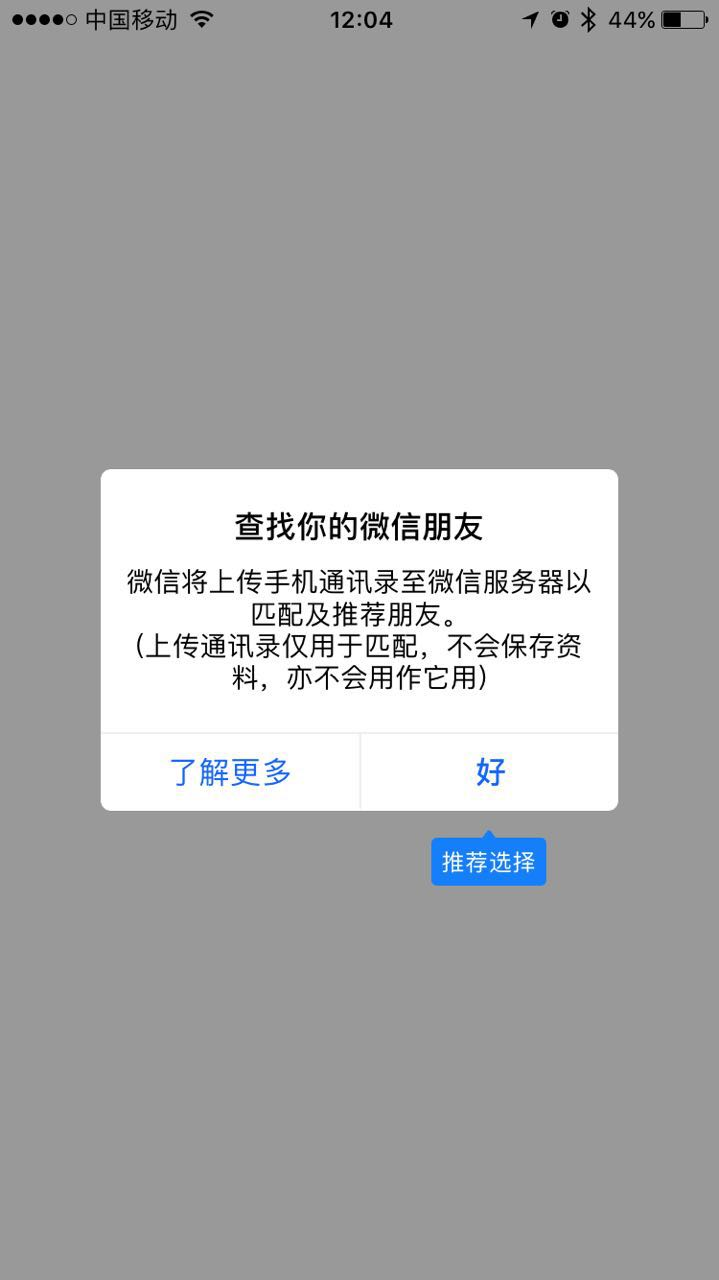 中国移动 12:04 44%
查找你的微信朋友
微信将上传手机通讯录至微信服务器以
匹配及推荐朋友。
（上传通讯录仅用于匹配，不会保存资
料，亦不会用作它用）
了解更多 好
推荐选择